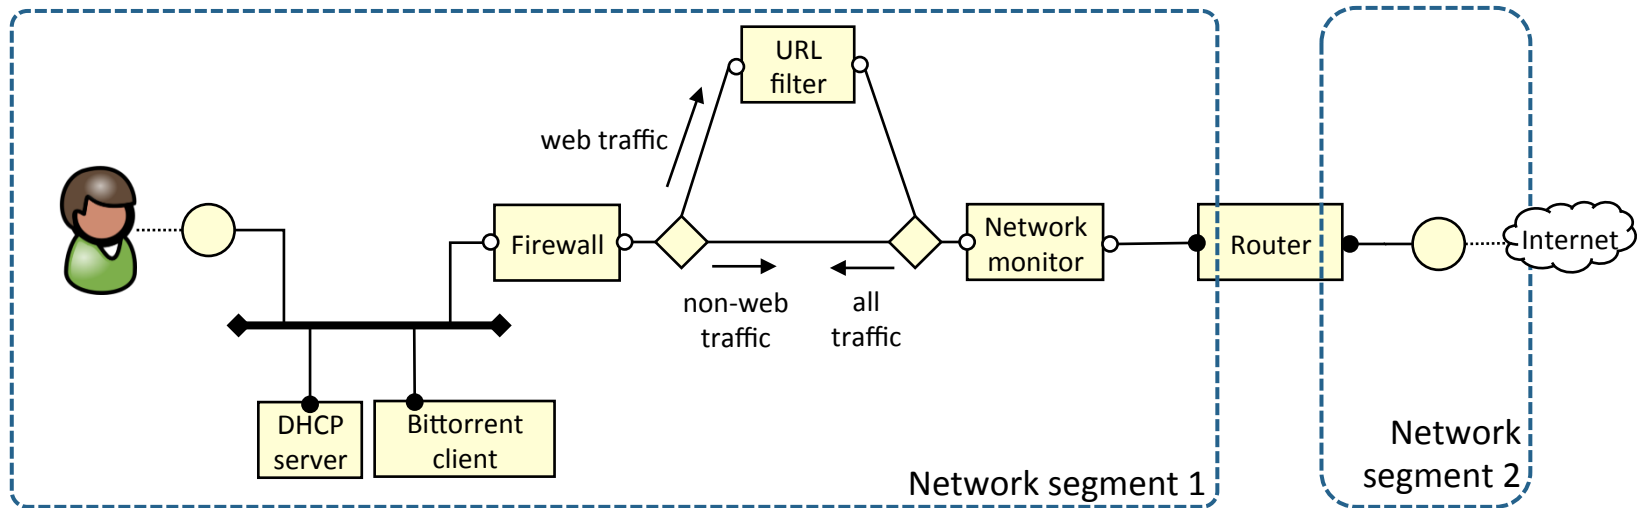 URL
filter
web traffic
Firewall
Network
monitor
Router
Internet
non-web
traffic
all
traffic
DHCP
server
Bittorrent
client
Network segment 1
Network
segment 2